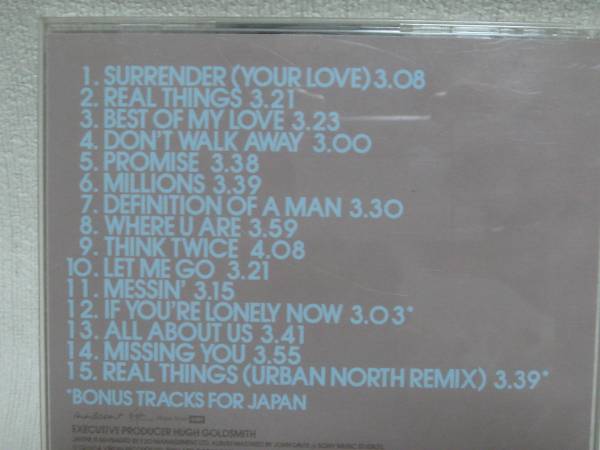 1. SURRENDER (YOUR LOVE) 3.08
2. REAL THINGS 3.21
3. BEST OF MY LOVE 3.23
4. DON'T WALK AWAY 3.00
5. PROMISE 3.38
6. MILLIONS 3.39
7. DEFINITION OF A MAN 3.30
8. WHERE U ARE 3.59
9. THINK TWICE 4.08
10. LET ME GO 3.21
11. MESSIN' 3.15
12. IF YOU'RE LONELY NOW 3.03*
13. ALL ABOUT US 3.41
14. MISSING YOU 3.55
15. REAL THINGS (URBAN NORTH REMIX) 3.39*
*BONUS TRACKS FOR JAPAN
EXECUTIVE PRODUCER HUGH GOLDSMITH